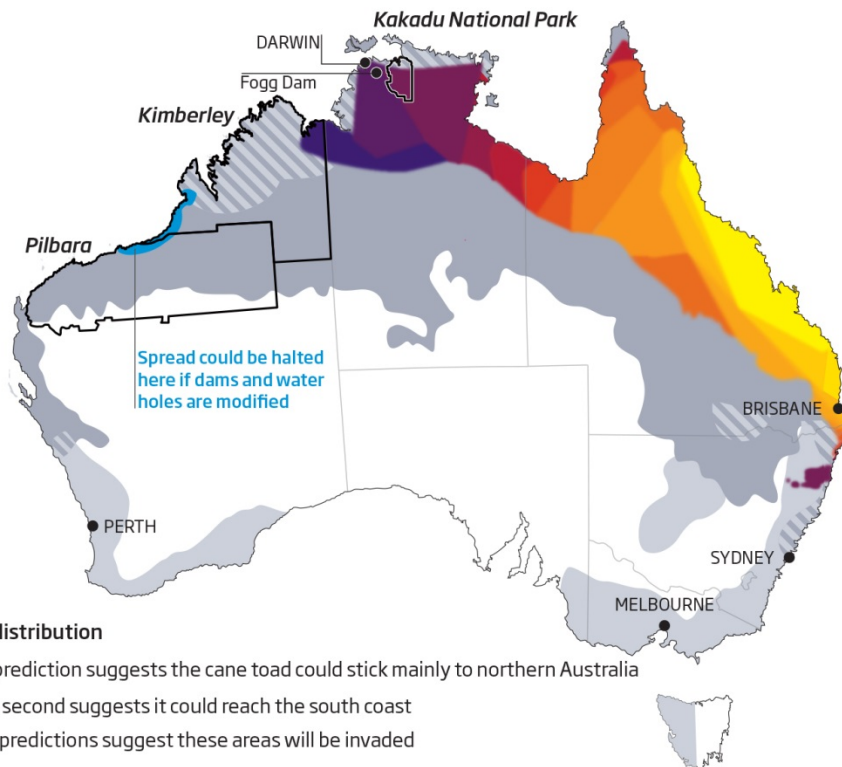 Kakadu National Park
DARWIN
Fogg Dam
Kimberley
Pilbara
Spread could be halted
here if dams and water
holes are modified
BRISBANE
PERTH
SYDNEY
MELBOURNE
distribution
prediction suggests the cane toad could stick mainly to northern Australia
second suggests it could reach the south coast
predictions suggest these areas will be invaded